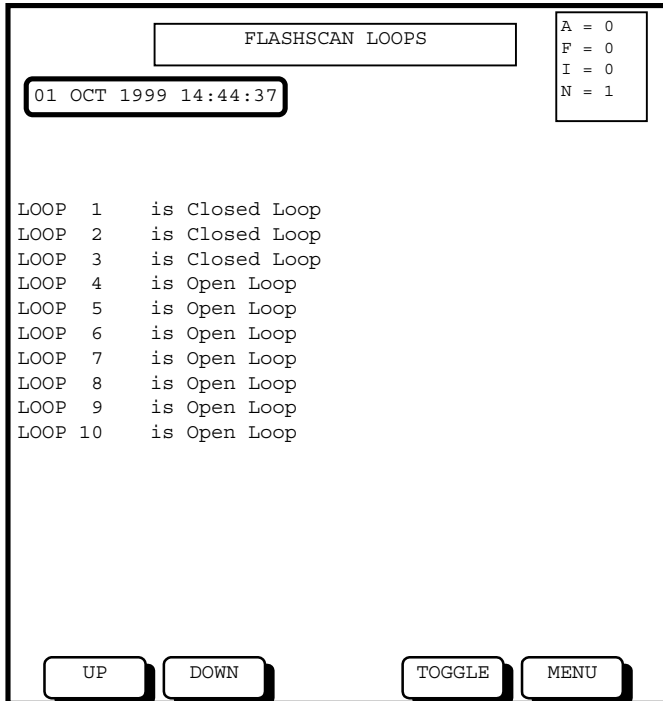 FLASHSCAN LOOPS
A = 0
F = 0
I = 0
N = 1
01 OCT 1999 14:44:37
LOOP 1 is Closed Loop
LOOP 2 is Closed Loop
LOOP 3 is Closed Loop
LOOP 4 is Open Loop
LOOP 5 is Open Loop
LOOP 6 is Open Loop
LOOP 7 is Open Loop
LOOP 8 is Open Loop
LOOP 9 is Open Loop
LOOP 10 is Open Loop
UP DOWN TOGGLE MENU